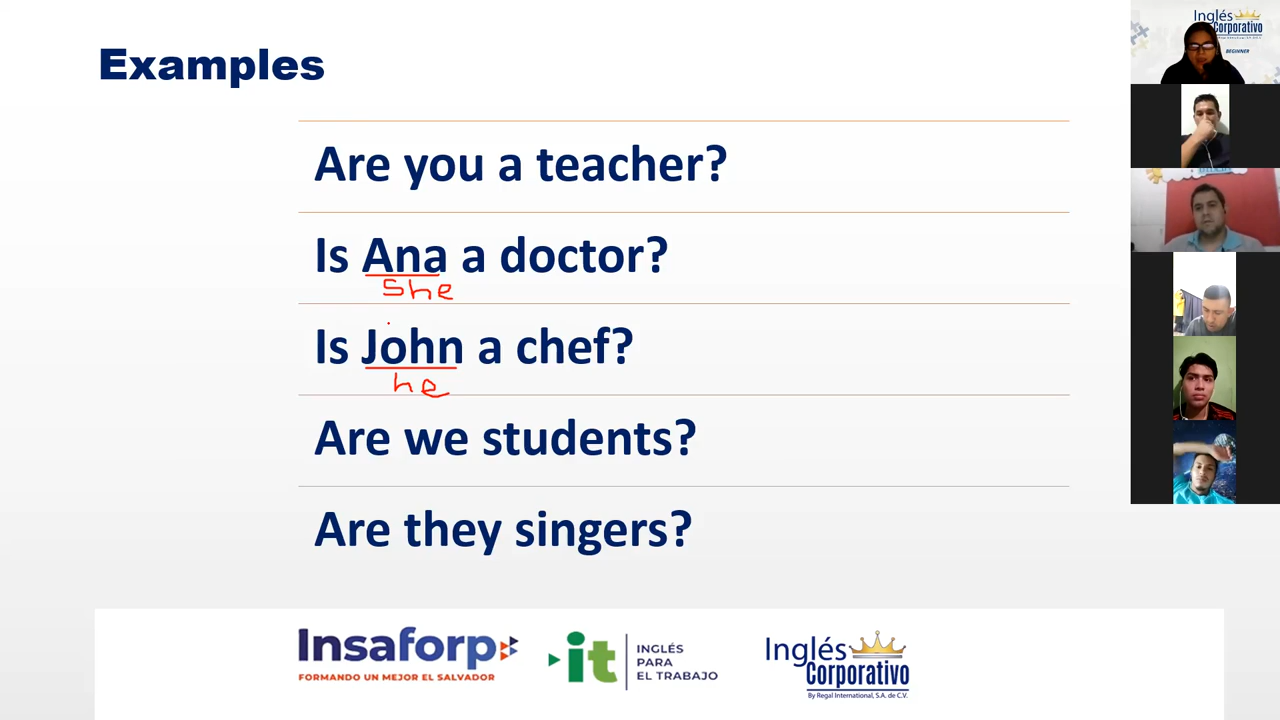 Examples
Are you a teacher?
Is Ana a doctor?
she
Is John a chef?
he
Are we students?
Are they singers?
Insaforp
FORMANDO UN MEJOR EL SALVADOR
it
INGLÉS
PARA
EL TRABAJO
Inglés
Corporativo
By Regal International, S.A. de C.V.
Inglés
Corporativo
BEGINNER